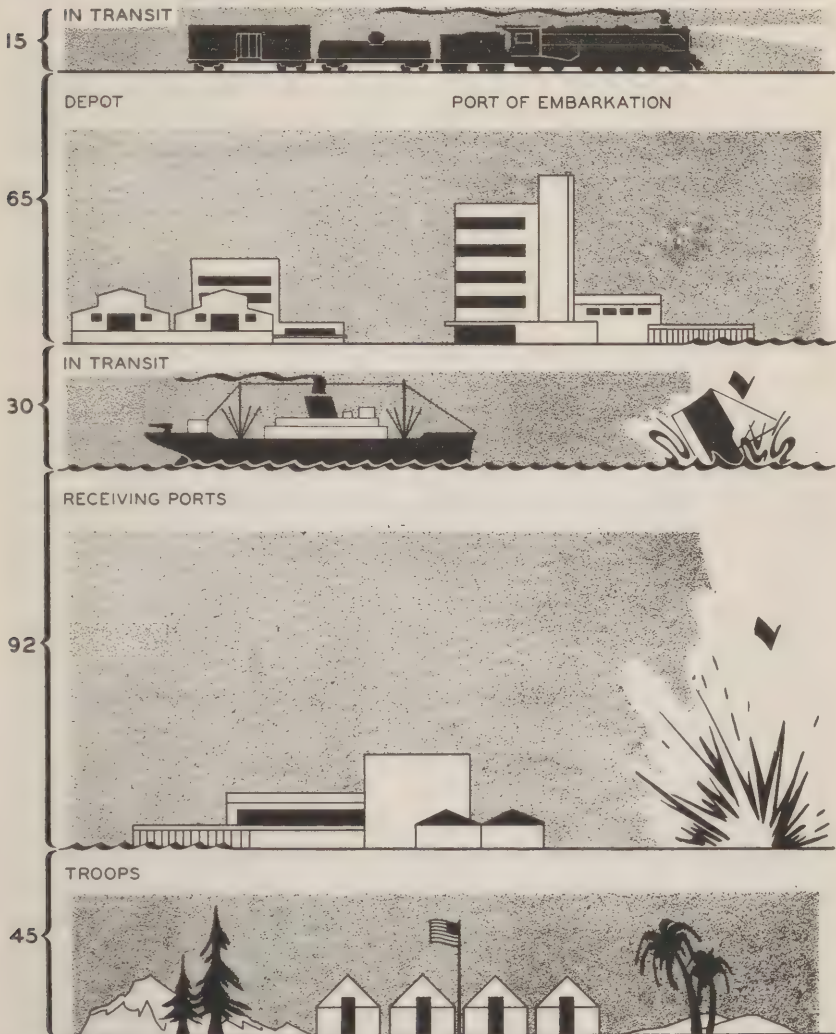 IN TRANSIT
15
DEPOT PORT OF EMBARKATION
65
IN TRANSIT
30
RECEIVING PORTS
92
TROOPS
45